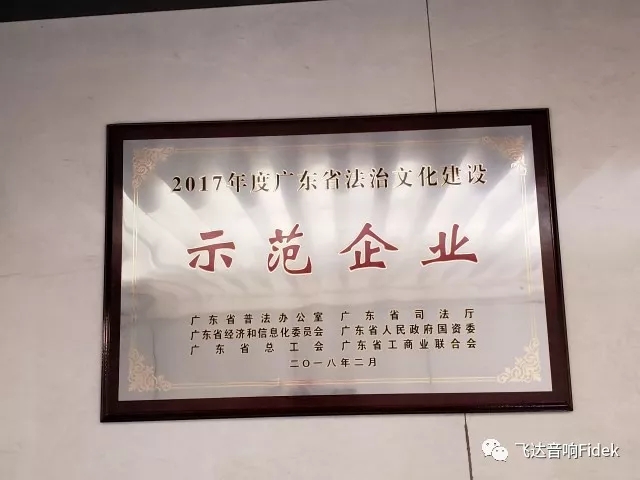 2017年度广东省法治文化建设
示范企业
广东省普法办公室 广东省司法厅
广东省经济和信息化委员会 广东省人民政府国资委
广东省总工会 广东省工商业联合会
二〇一八年二月
飞达音响Fidek